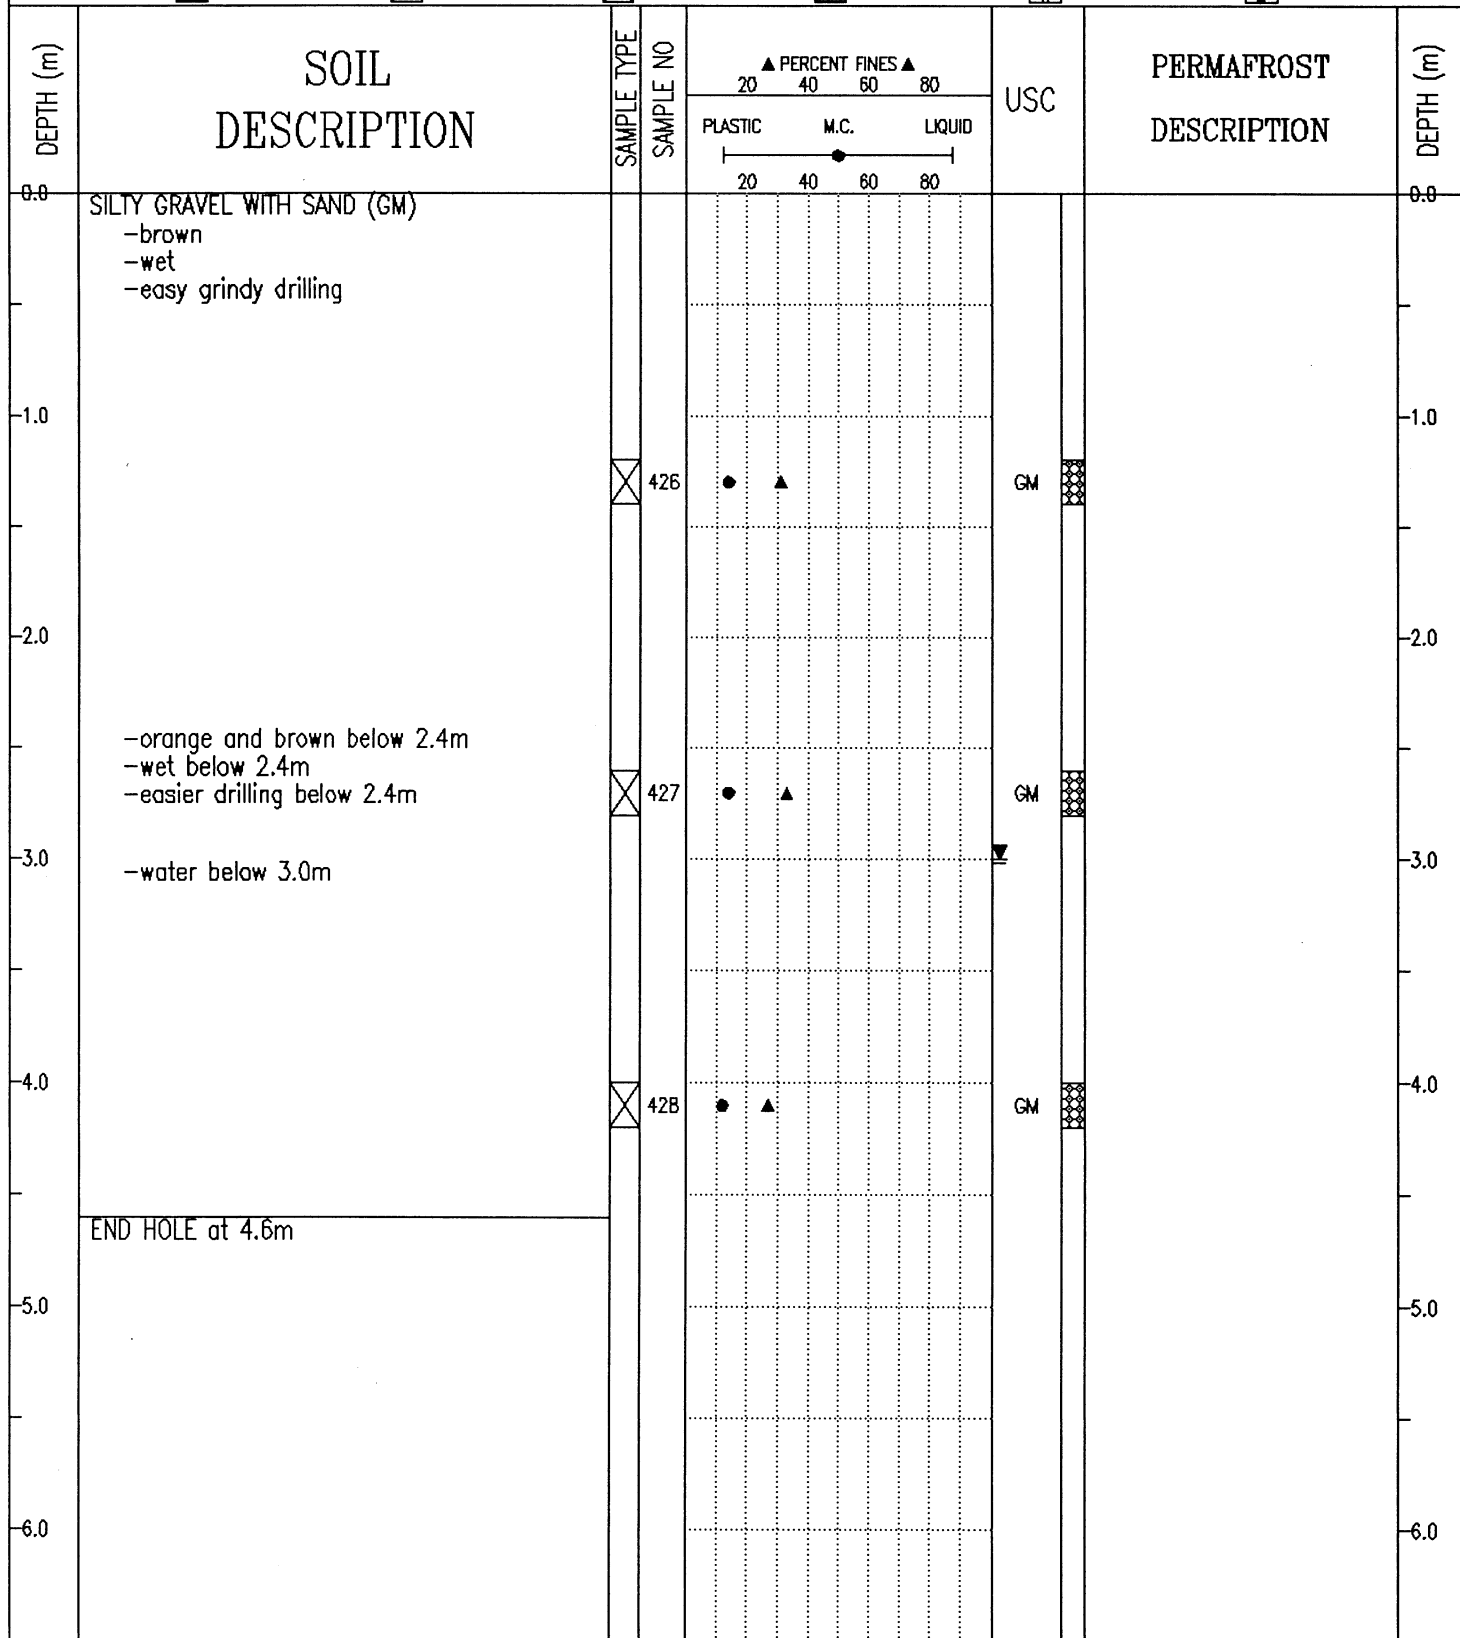 DEPTH (m)
SOIL
DESCRIPTION
SAMPLE TYPE
SAMPLE NO
▲ PERCENT FINES ▲
20 40 60 80
PLASTIC M.C. LIQUID
20 40 60 80
USC
PERMAFROST
DESCRIPTION
DEPTH (m)
0.0 SILTY GRAVEL WITH SAND (GM) 0.0
-brown
-wet
-easy grindy drilling
1.0 1.0
426 GM
2.0 2.0
-orange and brown below 2.4m
-wet below 2.4m
-easier drilling below 2.4m 427 GM
3.0 3.0
-water below 3.0m
4.0 4.0
428 GM
END HOLE at 4.6m
5.0 5.0
6.0 6.0